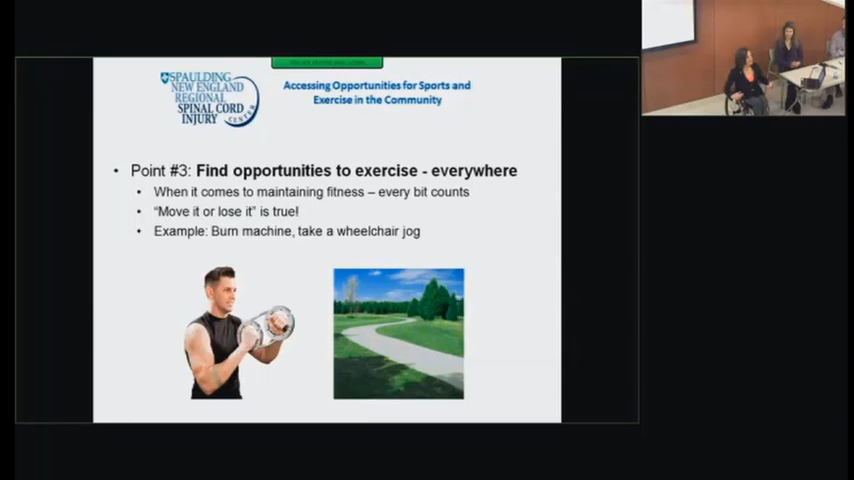 SPAULDING
NEW ENGLAND
REGIONAL
SPINAL CORD
INJURY
CENTER
Accessing Opportunities for Sports and
Exercise in the Community
• Point #3: Find opportunities to exercise - everywhere
• When it comes to maintaining fitness – every bit counts
• “Move it or lose it” is true!
• Example: Burn machine, take a wheelchair jog